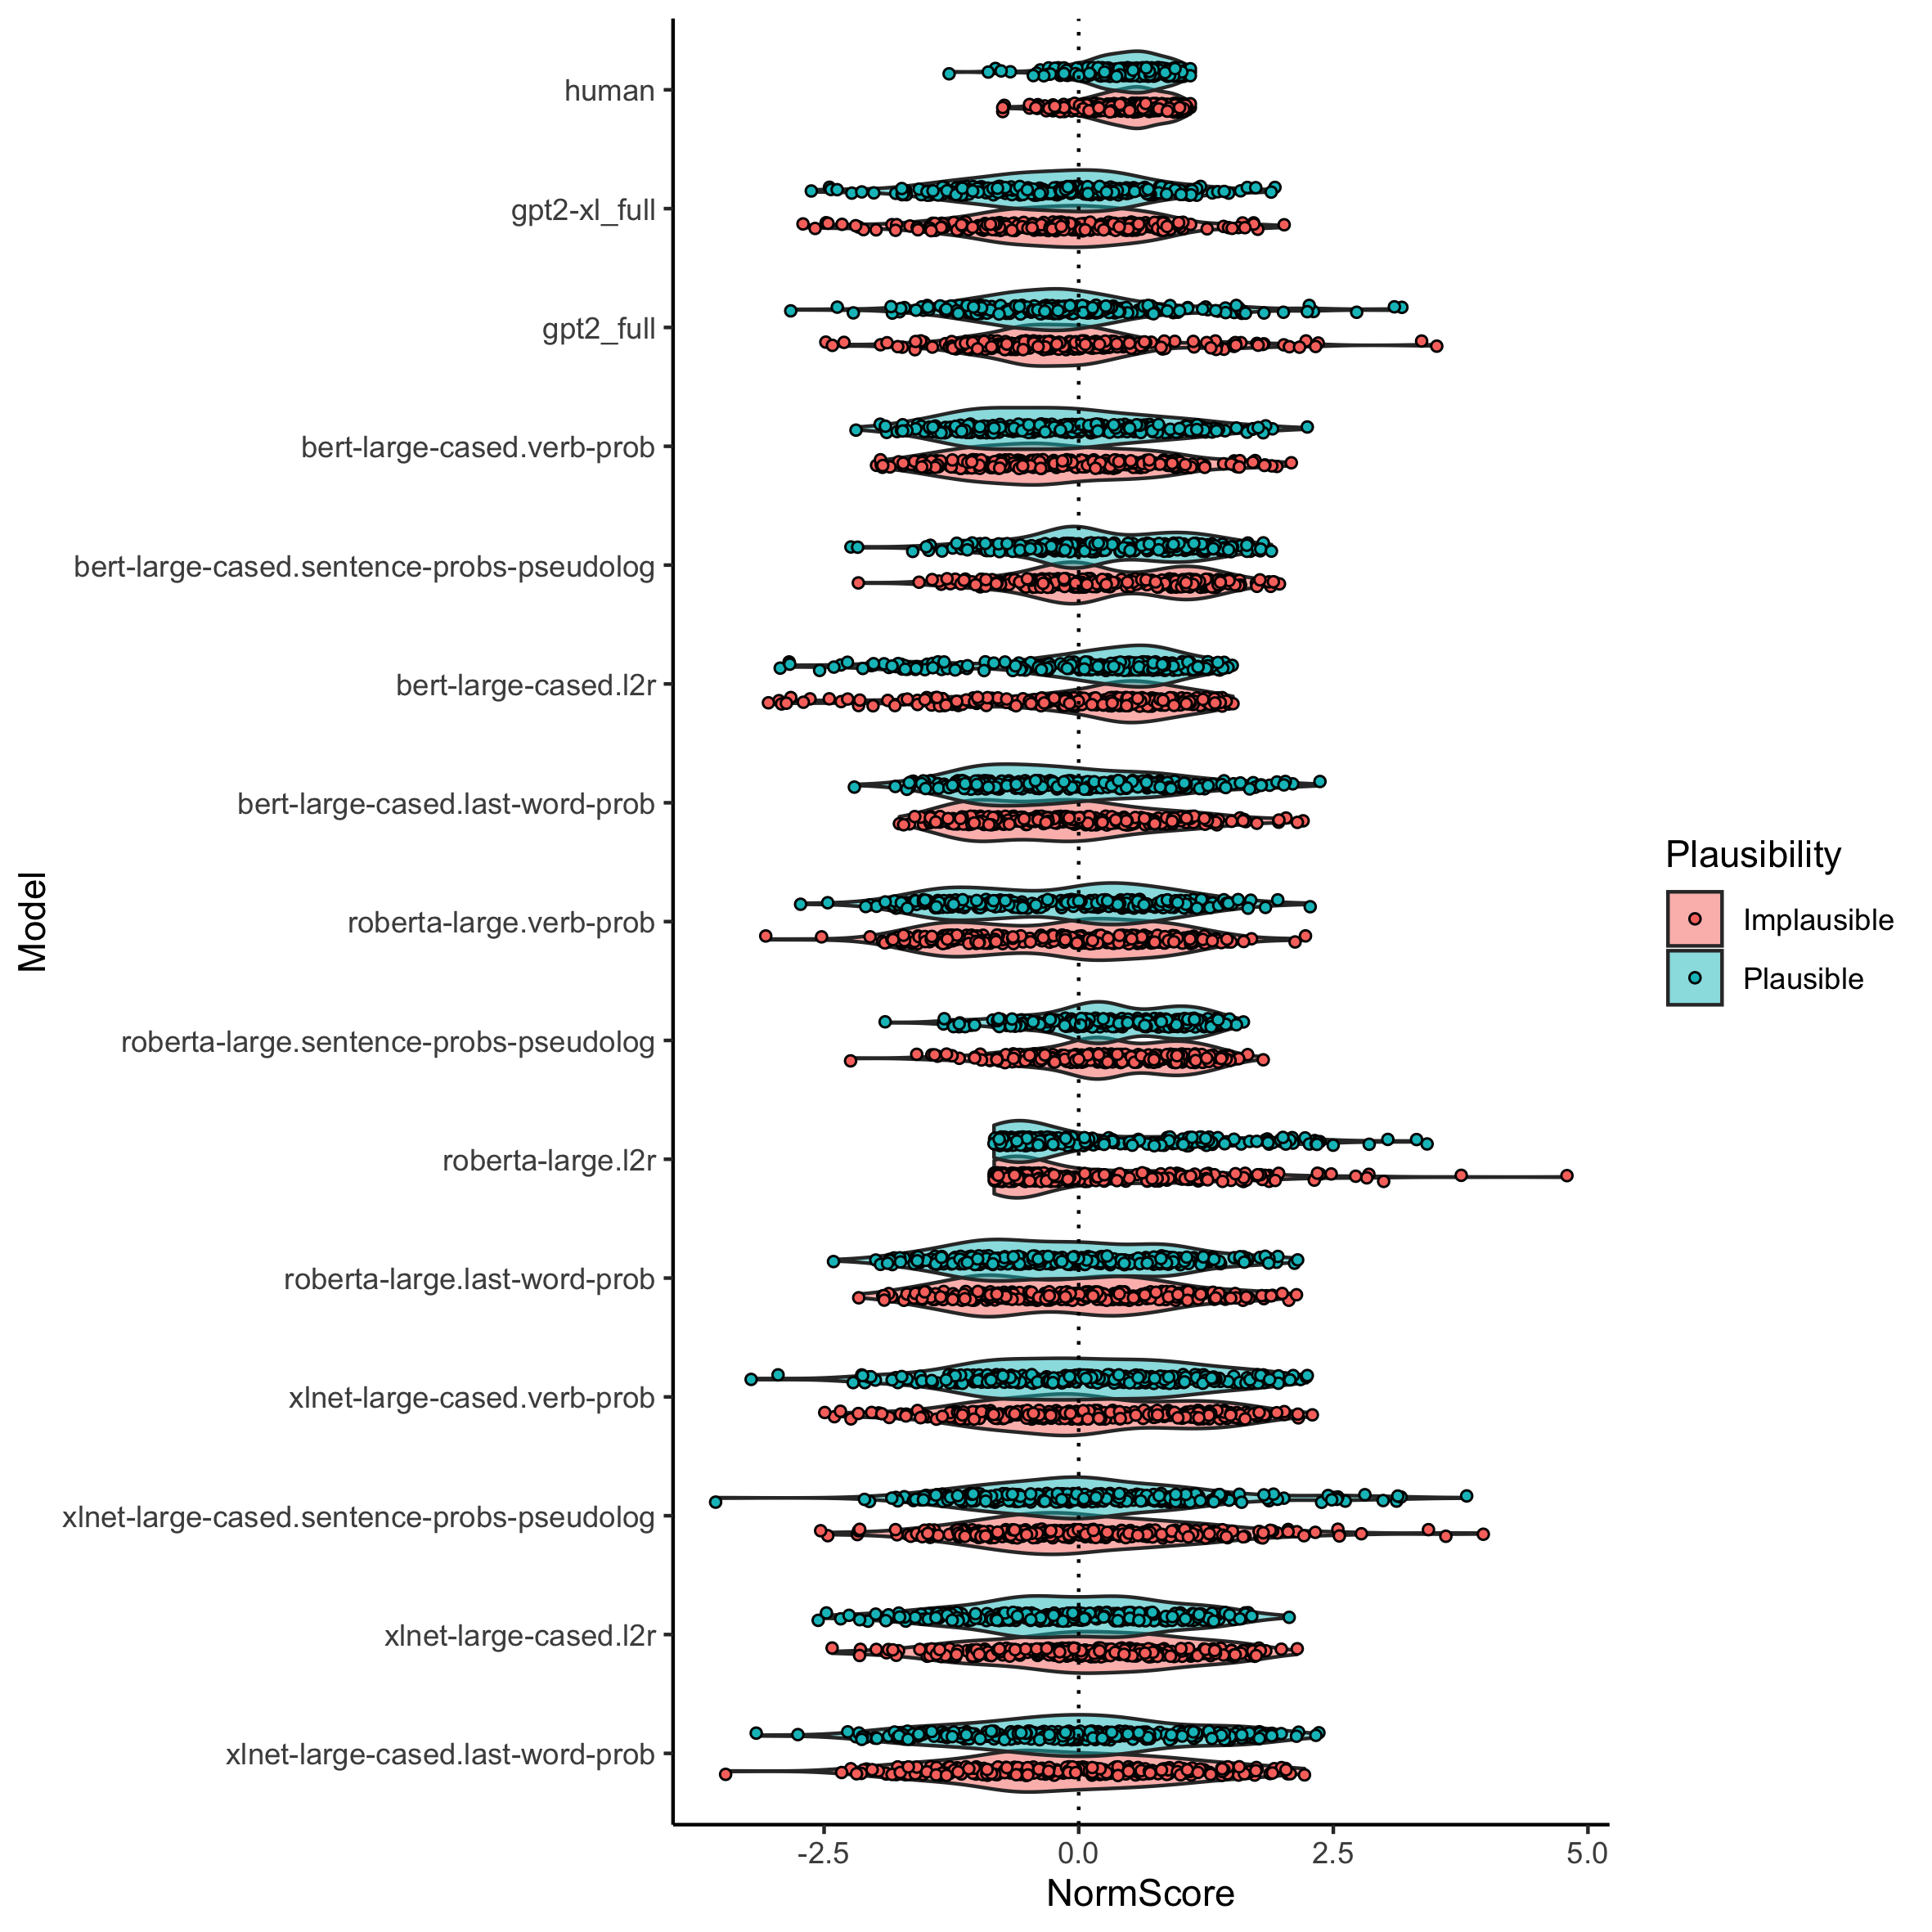 Model
human
gpt2-xl_full
gpt2_full
bert-large-cased.verb-prob
bert-large-cased.sentence-probs-pseudolog
bert-large-cased.l2r
bert-large-cased.last-word-prob
roberta-large.verb-prob
roberta-large.sentence-probs-pseudolog
roberta-large.l2r
roberta-large.last-word-prob
xlnet-large-cased.verb-prob
xlnet-large-cased.sentence-probs-pseudolog
xlnet-large-cased.l2r
xlnet-large-cased.last-word-prob
-2.5 0.0 2.5 5.0
NormScore
Plausibility
Implausible
Plausible